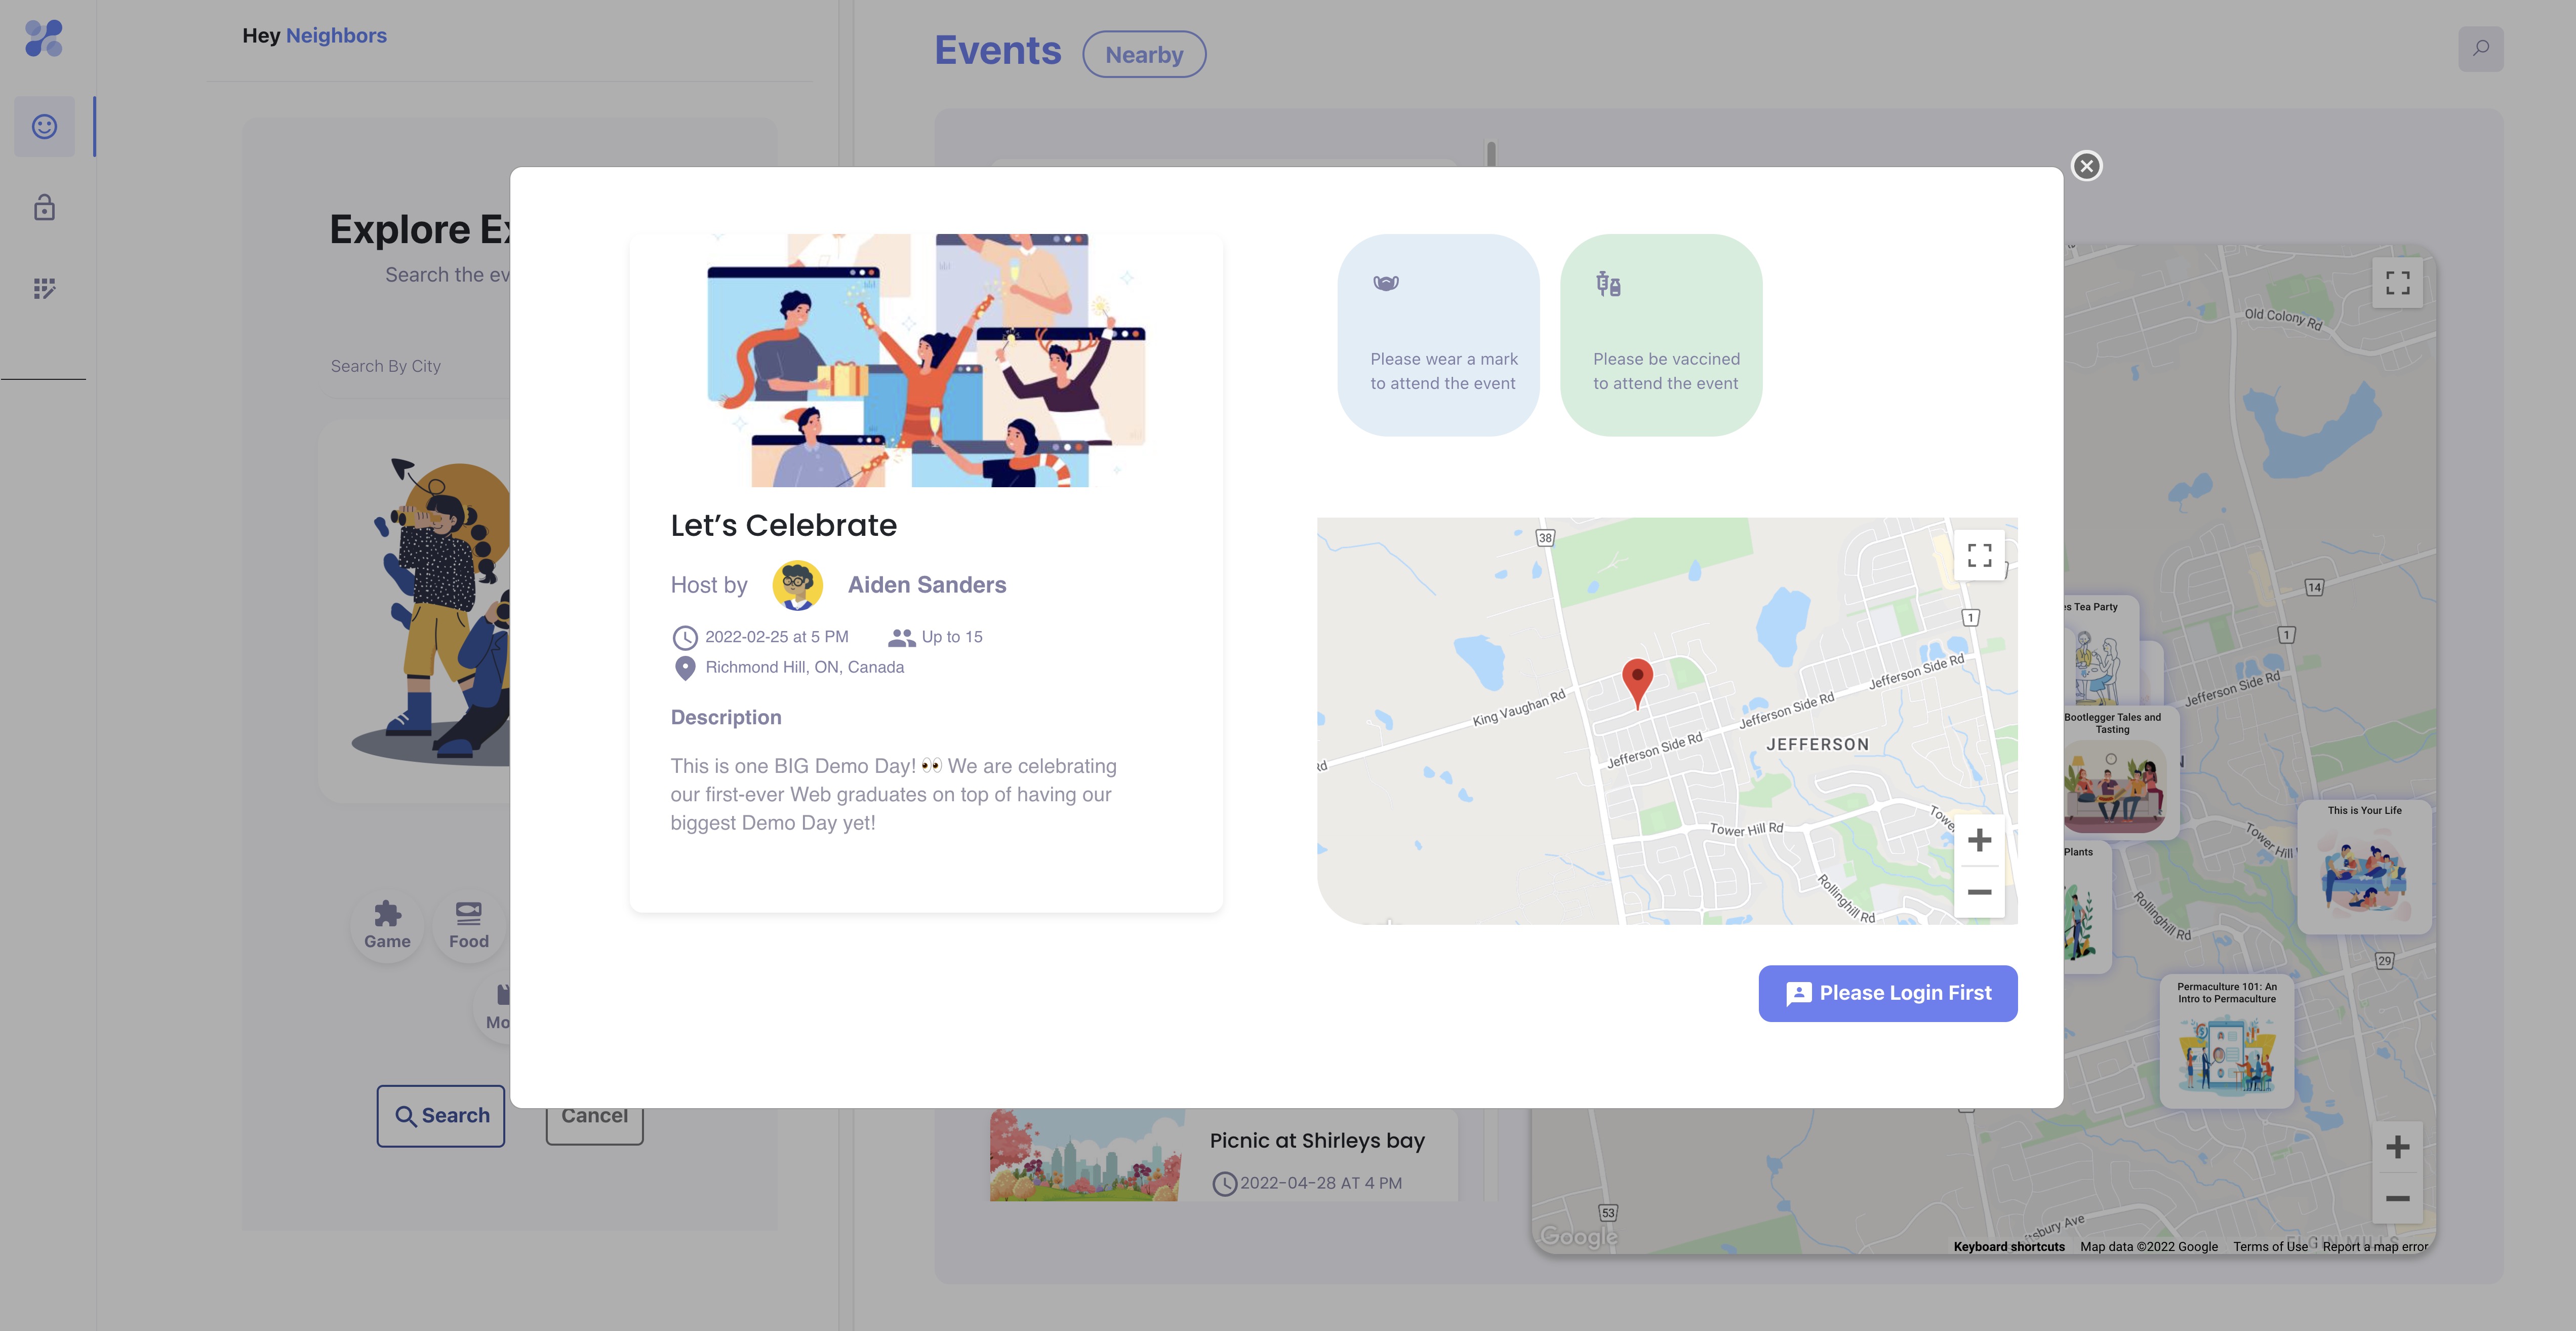 Hey Neighbors
Events
Nearby
Explore
Search the
Search By City
Game
Food
Search
Cancel
Let's Celebrate
Host by Aiden Sanders
2022-02-25 at 5 PM Up to 15
Richmond Hill, ON, Canada
Description
This is one BIG Demo Day! 👀 We are celebrating
our first-ever Web graduates on top of having our
biggest Demo Day yet!
Please wear a mark
to attend the event
Please be vaccined
to attend the event
38
1
King Vaughan Rd
Jefferson Side Rd
Jefferson Side Rd
Jefferson Side Rd
JEFFERSON
Rd
Tower Hill Rd
Rollinghill Rd
Please Login First
Picnic at Shirleys bay
2022-04-28 AT 4 PM
Old Colony Rd
14
1
Tea Party
Jefferson Side Rd
Bootlegger Tales and
Tasting
This is Your Life
Plants
Tower Hill
Rollinghill Rd
29
Permaculture 101: An
Intro to Permaculture
53
Google
ELGIN MILLS
Keyboard shortcuts Map data ©2022 Google Terms of Use Report a map error